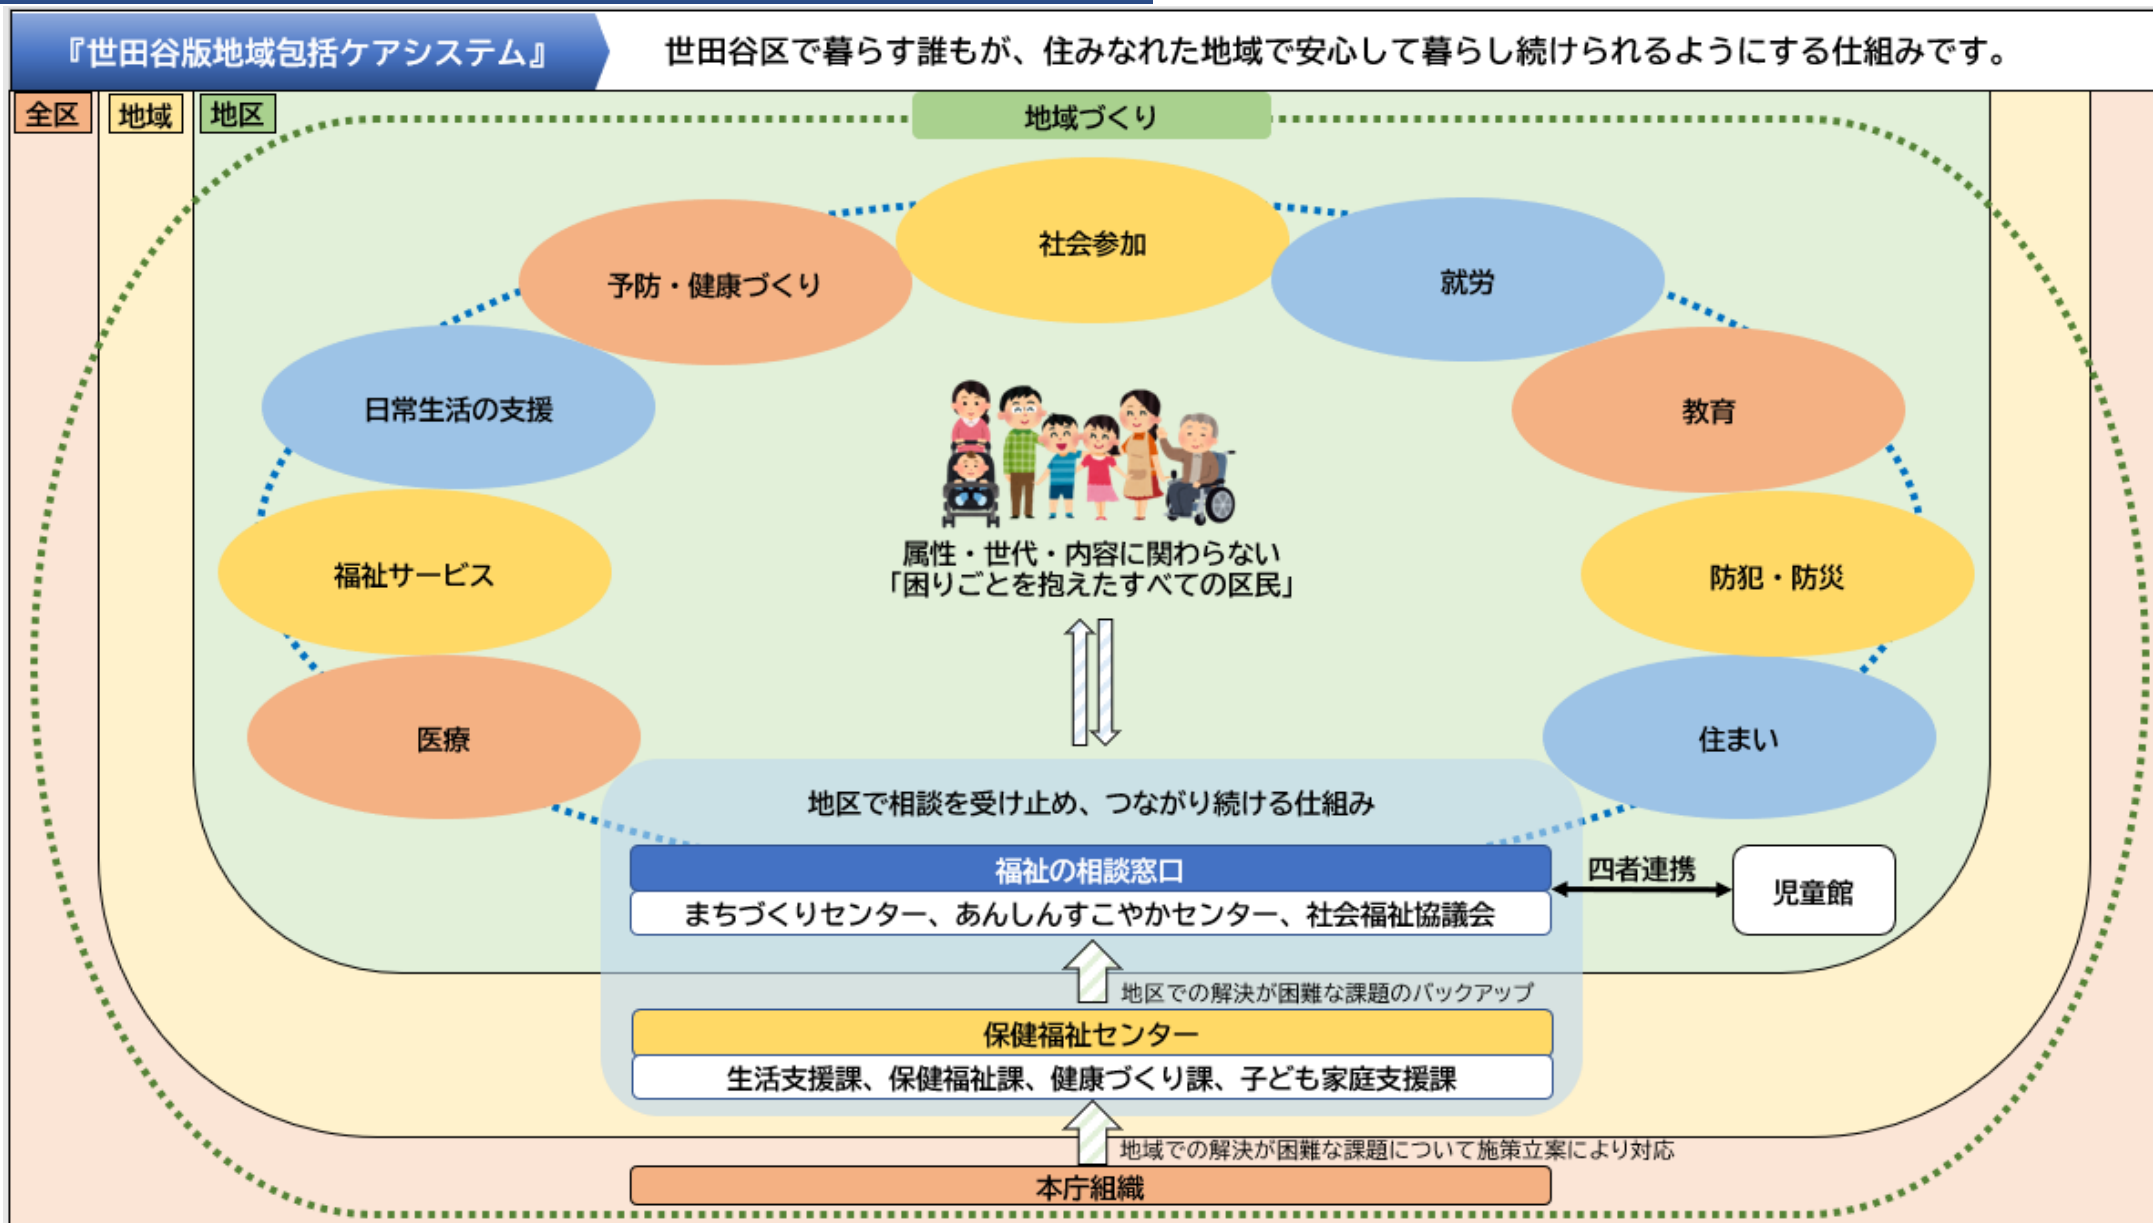 『世田谷版地域包括ケアシステム』
世田谷区で暮らす誰もが、住みなれた地域で安心して暮らし続けられるようにする仕組みです。
全区
地域
地区
地域づくり
社会参加
予防・健康づくり
就労
日常生活の支援
教育
属性・世代・内容に関わらない
「困りごとを抱えたすべての区民」
福祉サービス
防犯・防災
医療
住まい
地区で相談を受け止め、つながり続ける仕組み
福祉の相談窓口
まちづくりセンター、あんしんすこやかセンター、社会福祉協議会
四者連携
児童館
地区での解決が困難な課題のバックアップ
保健福祉センター
生活支援課、保健福祉課、健康づくり課、子ども家庭支援課
地域での解決が困難な課題について施策立案により対応
本庁組織